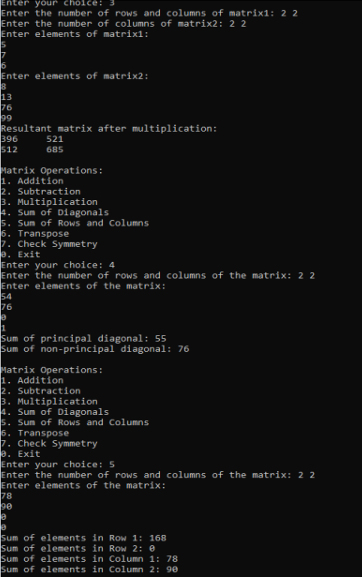 Enter your choice: 3
Enter the number of rows and columns of matrix1: 2 2
Enter the number of columns of matrix2: 2 2
Enter elements of matrix1:
5
7
6
Enter elements of matrix2:
8
13
76
99
Resultant matrix after multiplication:
396 521
512 685
Matrix Operations:
1. Addition
2. Subtraction
3. Multiplication
4. Sum of Diagonals
5. Sum of Rows and Columns
6. Transpose
7. Check Symmetry
0. Exit
Enter your choice: 4
Enter the number of rows and columns of the matrix: 2 2
Enter elements of the matrix:
54
76
0
1
Sum of principal diagonal: 55
Sum of non-principal diagonal: 76
Matrix Operations:
1. Addition
2. Subtraction
3. Multiplication
4. Sum of Diagonals
5. Sum of Rows and Columns
6. Transpose
7. Check Symmetry
0. Exit
Enter your choice: 5
Enter the number of rows and columns of the matrix: 2 2
Enter elements of the matrix:
78
90
0
0
Sum of elements in Row 1: 168
Sum of elements in Row 2: 0
Sum of elements in Column 1: 78
Sum of elements in Column 2: 90